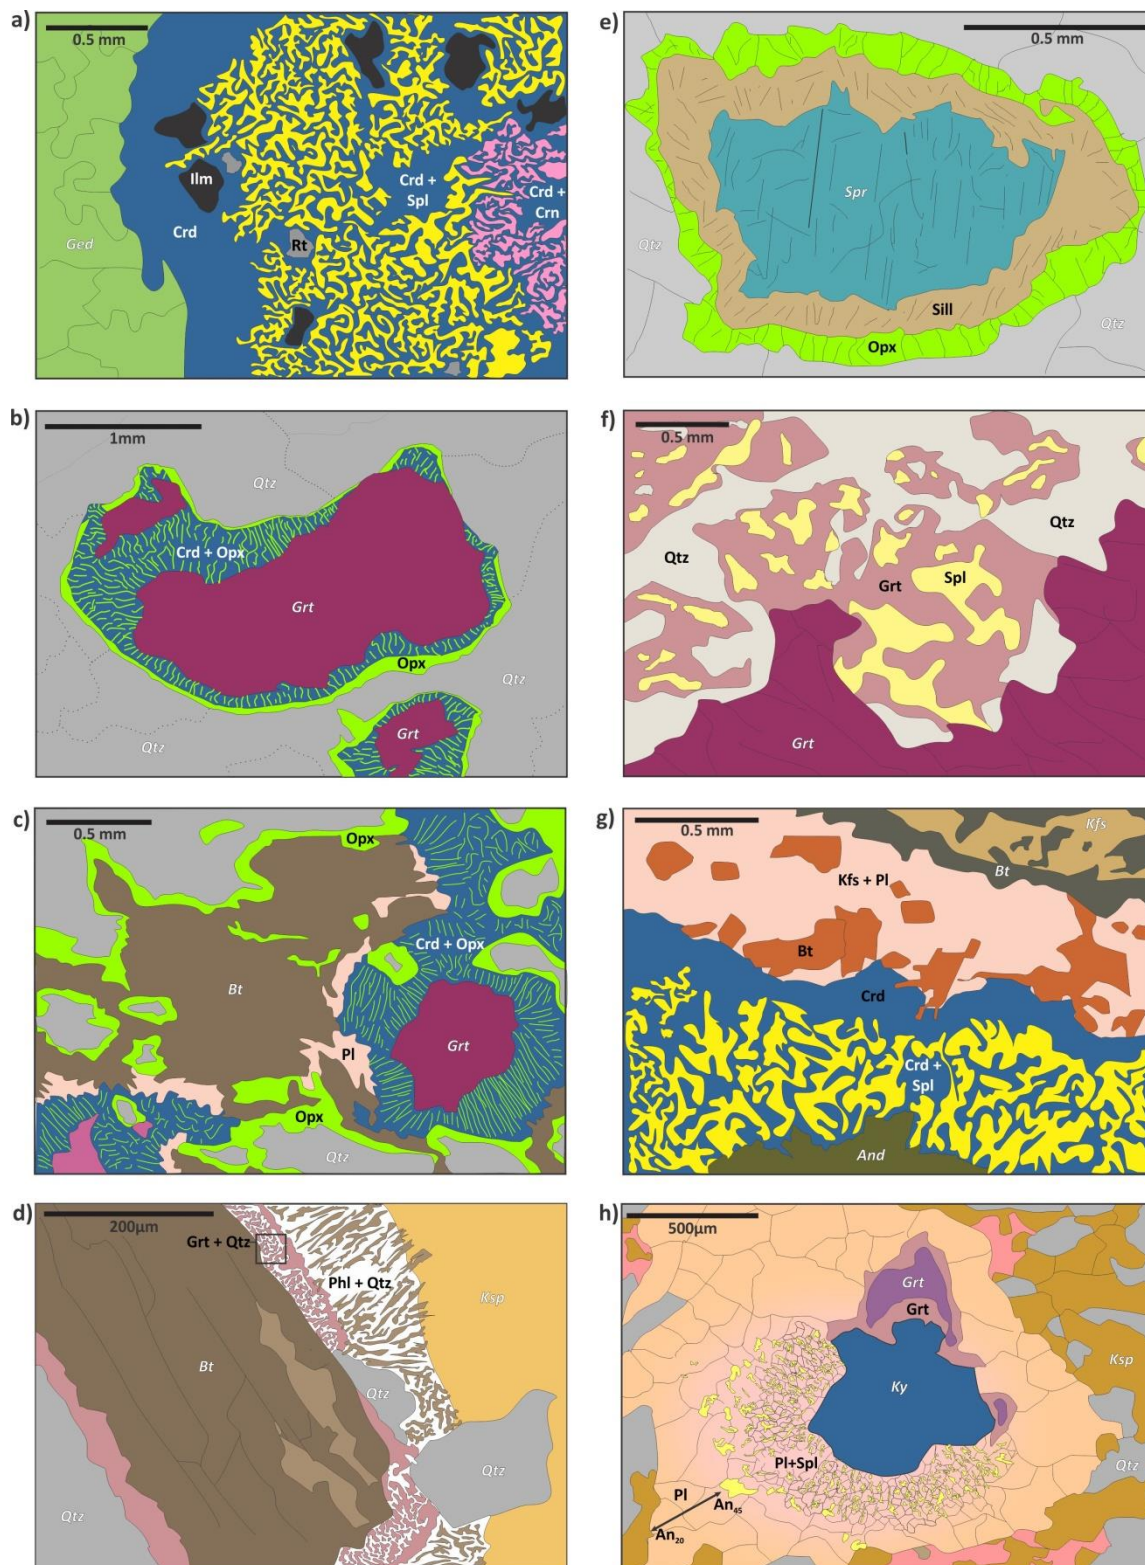 a)
0.5 mm
Ged
Ilm
Crd
Rt
Crd +
Spl
Crd +
Crn
e)
0.5 mm
Spr
Qtz
Qtz
Sill
Opx
b)
1mm
Qtz
Crd + Opx
Grt
Opx
Qtz
Qtz
Grt
f)
0.5 mm
Qtz
Qtz
Grt
Spl
Grt
c)
0.5 mm
Opx
Crd + Opx
Bt
Grt
Pl
Opx
Qtz
g)
0.5 mm
Kfs
Bt
Kfs + Pl
Bt
Crd
Crd +
Spl
And
d)
200µm
Grt + Qtz
Phl + Qtz
Ksp
Bt
Qtz
Qtz
Qtz
h)
500µm
Grt
Grt
Ky
Ksp
Qtz
Pl+Spl
Pl
An45
An20